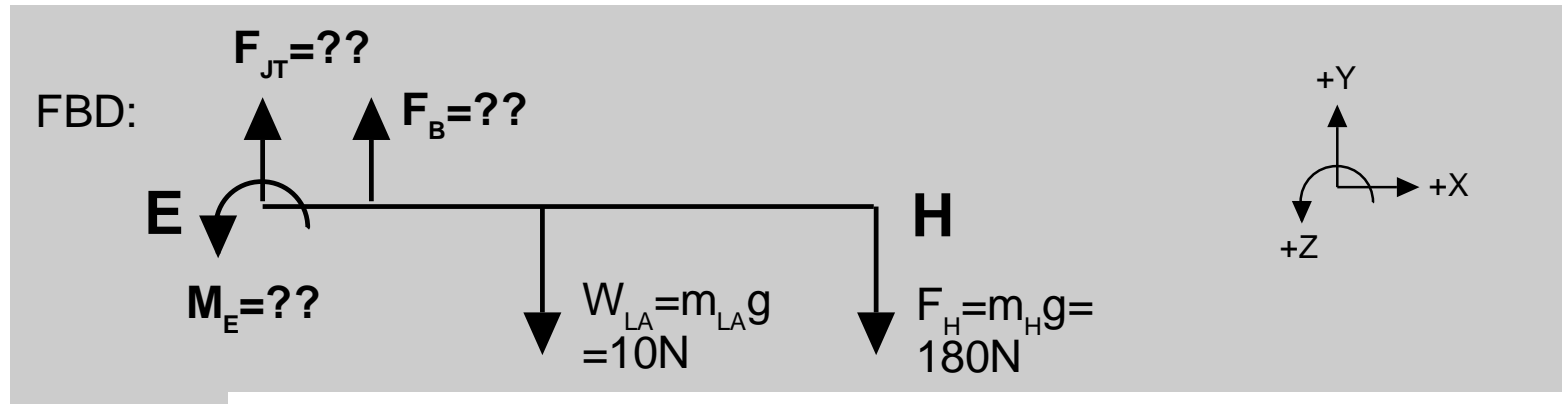 F_JT=??
FBD:
F_B=??
E
H
M_E=??
W_LA=m_LAg
=10N
F_H=m_Hg=
180N
+Y
+X
+Z